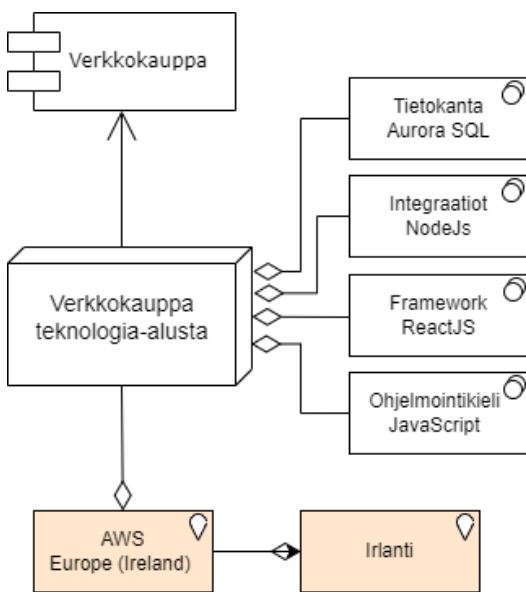 Verkkokauppa
Tietokanta
Aurora SQL
Integraatiot
NodeJs
Verkkokauppa
teknologia-alusta
Framework
ReactJS
Ohjelmointikieli
JavaScript
AWS
Europe (Ireland)
Irlanti